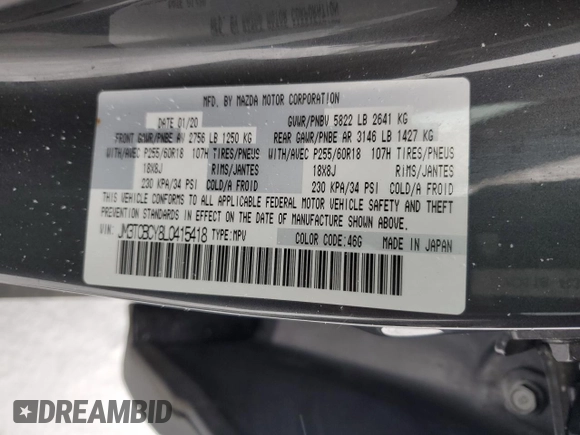 MFD. BY MAZDA MOTOR CORPORATION
DATE 01/20 GVWR/PNBV 5822 LB 2641 KG
FRONT GAWR/PNBE AV 2756 LB 1250 KG REAR GAWR/PNBE AR 3146 LB 1427 KG
WITH/AVEC P255/60R18 107H TIRES/PNEUS WITH/AVEC P255/60R18 107H TIRES/PNEUS
18X8J RIMS/JANTES 18X8J RIMS/JANTES
230 KPA/34 PSI COLD/A FROID 230 KPA/34 PSI COLD/A FROID
THIS VEHICLE CONFORMS TO ALL APPLICABLE FEDERAL MOTOR VEHICLE SAFETY AND THEFT
PREVENTION STANDARDS IN EFFECT ON THE DATE OF MANUFACTURE SHOWN ABOVE.
VIN: JM3TCBCY8L0415418 TYPE:MPV COLOR CODE:46G MADE IN JAPAN
DREAMBID